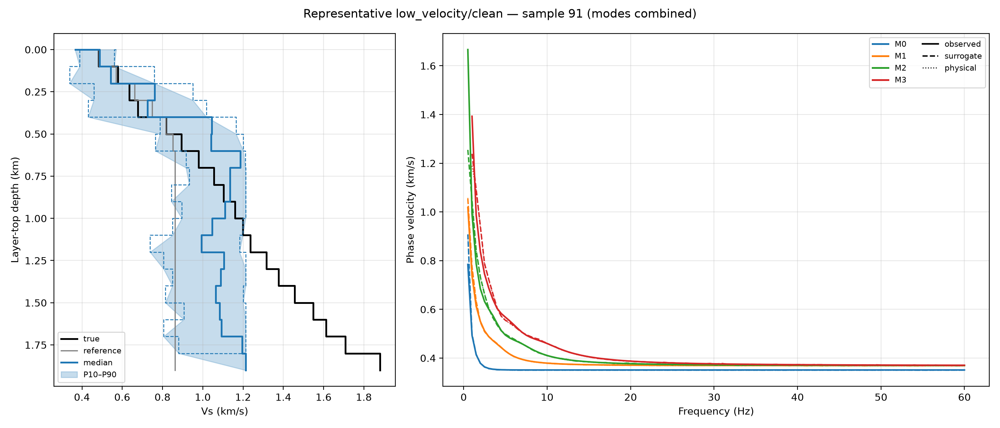 Representative low_velocity/clean — sample 91 (modes combined)
Layer-top depth (km)
0.00
0.25
0.50
0.75
1.00
1.25
1.50
1.75
true
reference
median
P10–P90
0.4 0.6 0.8 1.0 1.2 1.4 1.6 1.8
Vs (km/s)
Phase velocity (km/s)
1.6
1.4
1.2
1.0
0.8
0.6
0.4
M0 observed
M1 surrogate
M2 physical
M3
0 10 20 30 40 50 60
Frequency (Hz)